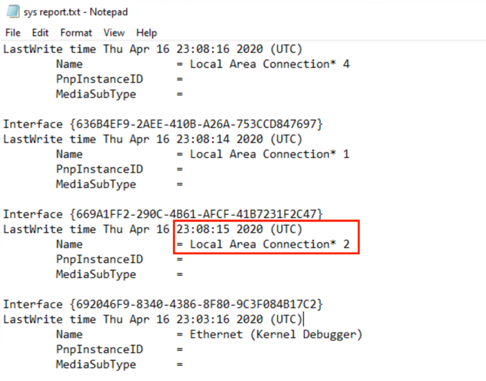 sys report.txt - Notepad
File Edit Format View Help
LastWrite time Thu Apr 16 23:08:16 2020 (UTC)
Name = Local Area Connection* 4
PnpInstanceID =
MediaSubType =
Interface {636B4EF9-2AEE-410B-A26A-753CCD847697}
LastWrite time Thu Apr 16 23:08:14 2020 (UTC)
Name = Local Area Connection* 1
PnpInstanceID =
MediaSubType =
Interface {669A1FF2-290C-4B61-AFCF-41B7231F2C47}
LastWrite time Thu Apr 16 23:08:15 2020 (UTC)
Name = Local Area Connection* 2
PnpInstanceID =
MediaSubType =
Interface {692046F9-8340-4386-8F80-9C3F084B17C2}
LastWrite time Thu Apr 16 23:03:16 2020 (UTC)
Name = Ethernet (Kernel Debugger)
PnpInstanceID =
MediaSubType =